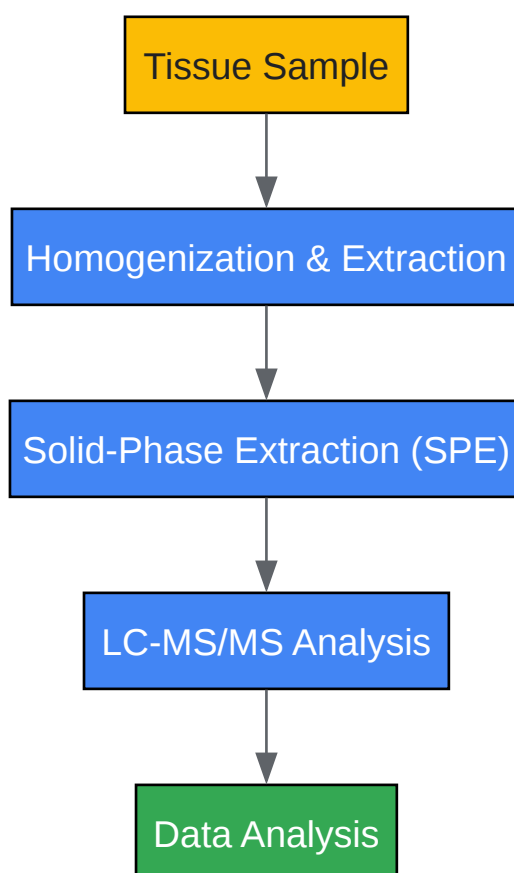 Tissue Sample
Homogenization & Extraction
Solid-Phase Extraction (SPE)
LC-MS/MS Analysis
Data Analysis